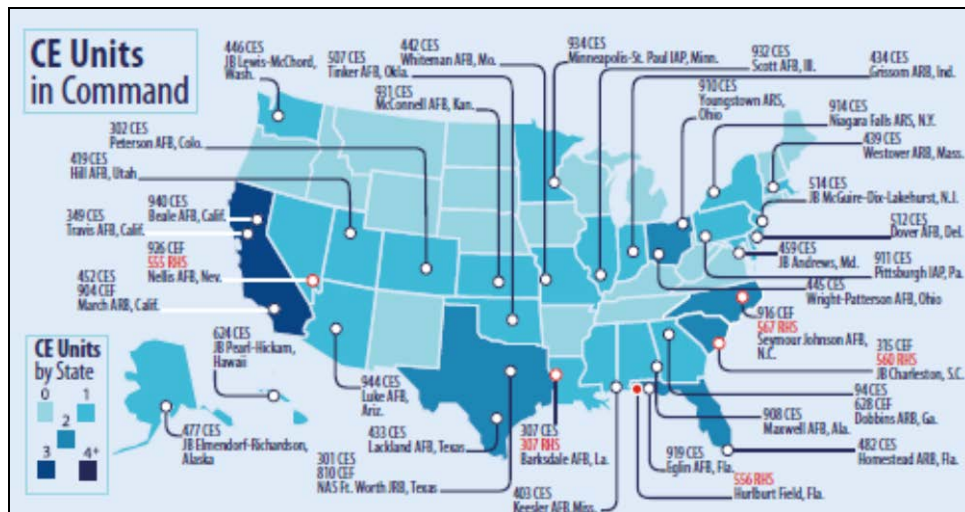 CE Units
in Command
446 CES
JB Lewis-McChord,
Wash.
507 CES
Tinker AFB, Okla.
442 CES
Whiteman AFB, Mo.
931 CES
McConnell AFB, Kan.
934 CES
Minneapolis-St. Paul IAP, Minn.
932 CES
Scott AFB, Ill.
434 CES
Grissom ARB, Ind.
910 CES
Youngstown ARS,
Ohio
914 CES
Niagara Falls ARS, N.Y.
439 CES
Westover ARB, Mass.
302 CES
Peterson AFB, Colo.
419 CES
Hill AFB, Utah
940 CES
Beale AFB, Calif.
349 CES
Travis AFB, Calif.
926 CEF
555 RHS
Nellis AFB, Nev.
452 CES
904 CEF
March ARB, Calif.
514 CES
JB McGuire-Dix-Lakehurst, N.J.
512 CES
Dover AFB, Del.
459 CES
JB Andrews, Md.
911 CES
Pittsburgh IAP, Pa.
445 CES
Wright-Patterson AFB, Ohio
916 CEF
567 RHS
Seymour Johnson AFB,
N.C.
315 CEF
560 RHS
JB Charleston, S.C.
624 CES
JB Pearl-Hickam,
Hawaii
CE Units
by State
0
1
2
3
4+
477 CES
JB Elmendorf-Richardson,
Alaska
944 CES
Luke AFB,
Ariz.
433 CES
Lackland AFB, Texas
301 CES
810 CEF
NAS Ft. Worth JRB, Texas
307 CES
307 RHS
Barksdale AFB, La.
403 CES
Keesler AFB, Miss.
919 CES
Eglin AFB, Fla.
556 RHS
Hurlburt Field, Fla.
908 CES
Maxwell AFB, Ala.
94 CES
628 CEF
Dobbins ARB, Ga.
482 CES
Homestead ARB, Fla.